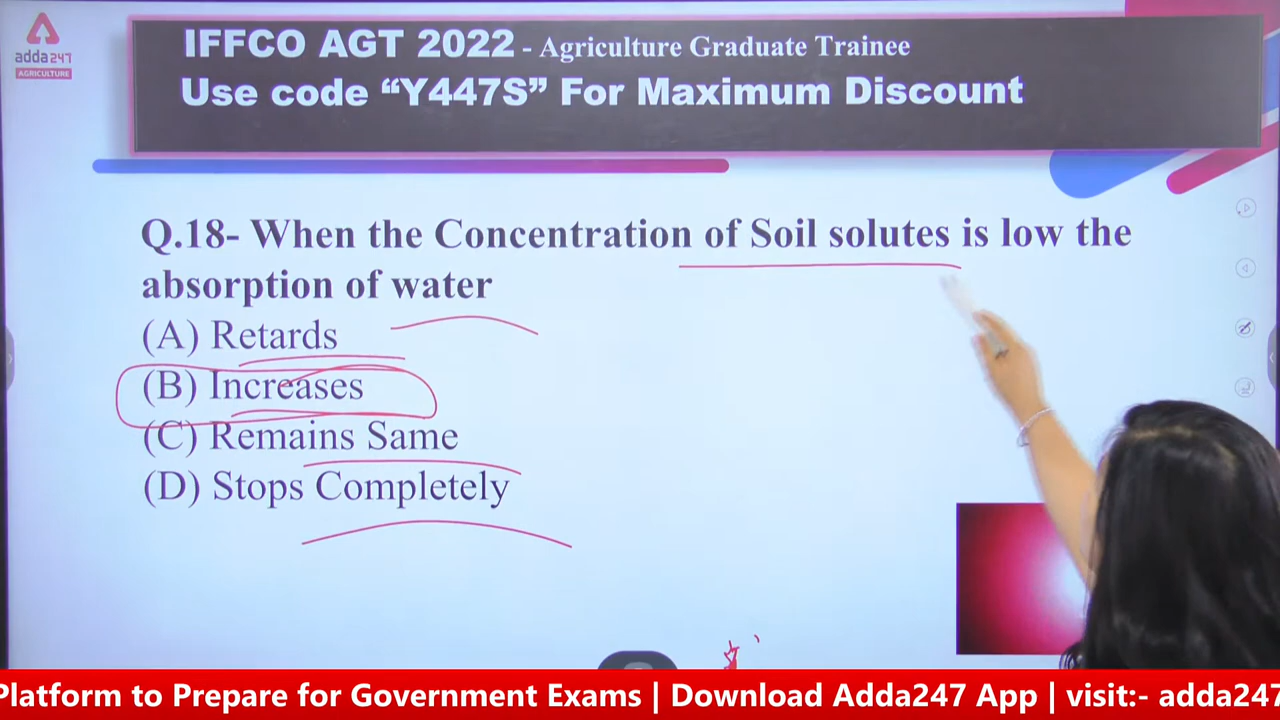 adda247
AGRICULTURE
IFFCO AGT 2022 - Agriculture Graduate Trainee
Use code “Y447S” For Maximum Discount
Q.18- When the Concentration of Soil solutes is low the
absorption of water
(A) Retards
(B) Increases
(C) Remains Same
(D) Stops Completely
Platform to Prepare for Government Exams | Download Adda247 App | visit:- adda247